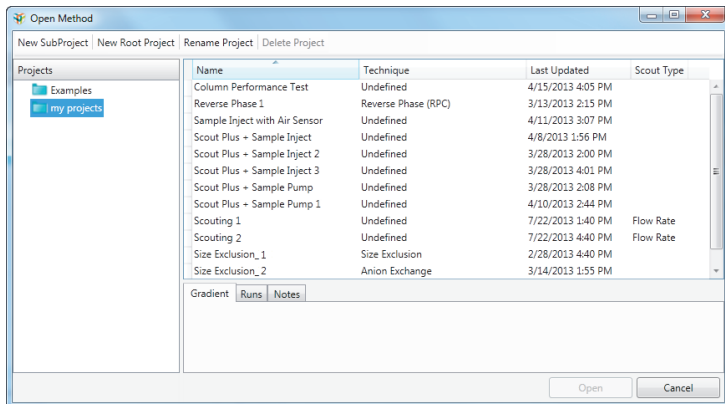 Open Method
New SubProject New Root Project Rename Project Delete Project
Projects
Examples
my projects
Name Technique Last Updated Scout Type
Column Performance Test Undefined 4/15/2013 4:05 PM
Reverse Phase 1 Reverse Phase (RPC) 3/13/2013 2:15 PM
Sample Inject with Air Sensor Undefined 4/11/2013 3:07 PM
Scout Plus + Sample Inject Undefined 4/8/2013 1:56 PM
Scout Plus + Sample Inject 2 Undefined 3/28/2013 2:00 PM
Scout Plus + Sample Inject 3 Undefined 3/28/2013 4:01 PM
Scout Plus + Sample Pump Undefined 3/28/2013 2:08 PM
Scout Plus + Sample Pump 1 Undefined 4/10/2013 2:44 PM
Scouting 1 Undefined 7/22/2013 1:40 PM Flow Rate
Scouting 2 Undefined 7/22/2013 4:40 PM Flow Rate
Size Exclusion_1 Size Exclusion 2/28/2013 4:40 PM
Size Exclusion_2 Anion Exchange 3/14/2013 1:55 PM
Gradient Runs Notes
Open Cancel